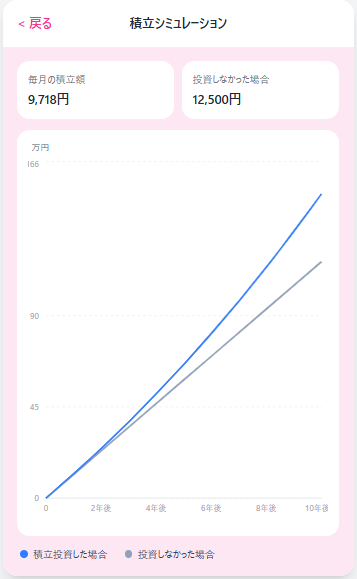 < 戻る
積立シミュレーション
毎月の積立額
投資しなかった場合
9,718円
12,500円
万円
166
90
45
0
0 2年後 4年後 6年後 8年後 10年後
積立投資した場合 投資しなかった場合